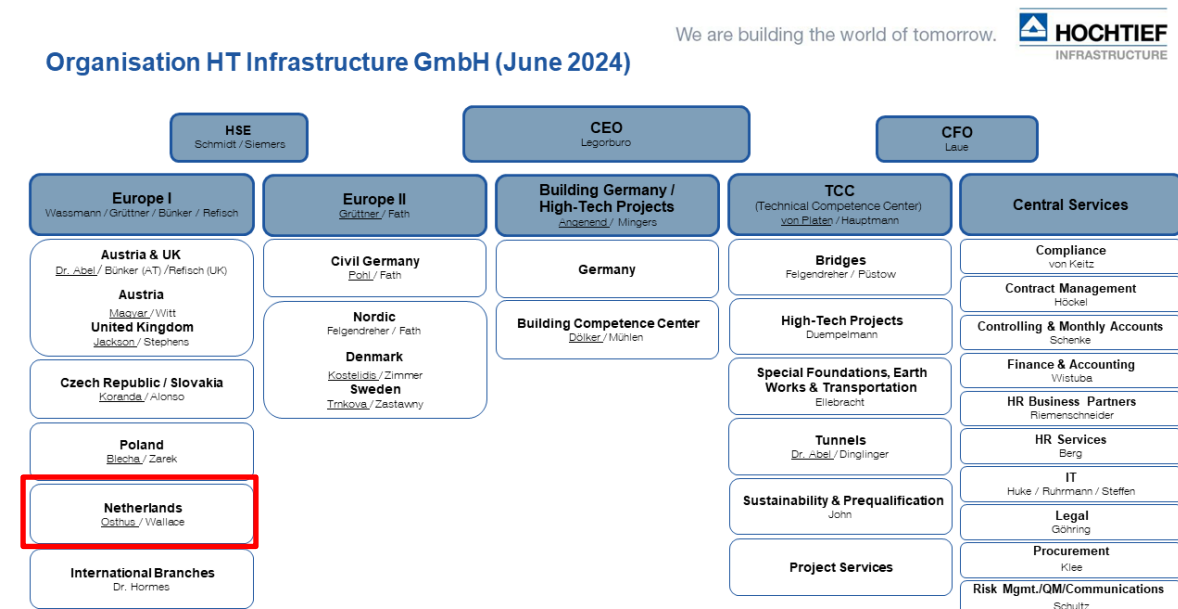 We are building the world of tomorrow.
HOCHTIEF
INFRASTRUCTURE
Organisation HT Infrastructure GmbH (June 2024)
HSE
Schmidt / Siemers
CEO
Legorburo
CFO
Laue
Europe I
Wassmann / Grüttner / Bünker / Refisch
Austria & UK
Dr. Abel / Bünker (AT) /Refisch (UK)
Austria
Magyar / Witt
United Kingdom
Jackson / Stephens
Czech Republic / Slovakia
Koranda / Alonso
Poland
Blecha / Zarek
Netherlands
Osthus / Wallace
International Branches
Dr. Hormes
Europe II
Grüttner / Fath
Civil Germany
Pohl / Fath
Nordic
Felgendreher / Fath
Denmark
Kostelidis / Zimmer
Sweden
Trnkova / Zastawny
Building Germany /
High-Tech Projects
Angenend / Mingers
Germany
Building Competence Center
Dölker / Mühlen
TCC
(Technical Competence Center)
von Platen / Hauptmann
Bridges
Felgendreher / Püstow
High-Tech Projects
Duempelmann
Special Foundations, Earth
Works & Transportation
Ellebracht
Tunnels
Dr. Abel / Dinglinger
Sustainability & Prequalification
John
Project Services
Central Services
Compliance
von Keitz
Contract Management
Höckel
Controlling & Monthly Accounts
Schenke
Finance & Accounting
Wistuba
HR Business Partners
Riemenschneider
HR Services
Berg
IT
Huke / Ruhrmann / Steffen
Legal
Göhring
Procurement
Klee
Risk Mgmt./QM/Communications
Schultz